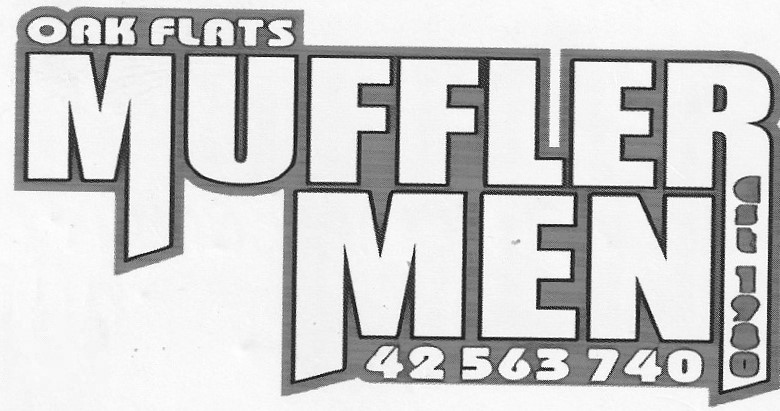 OAK FLATS
MUFFLER
MEN
EST 1980
42 563 740